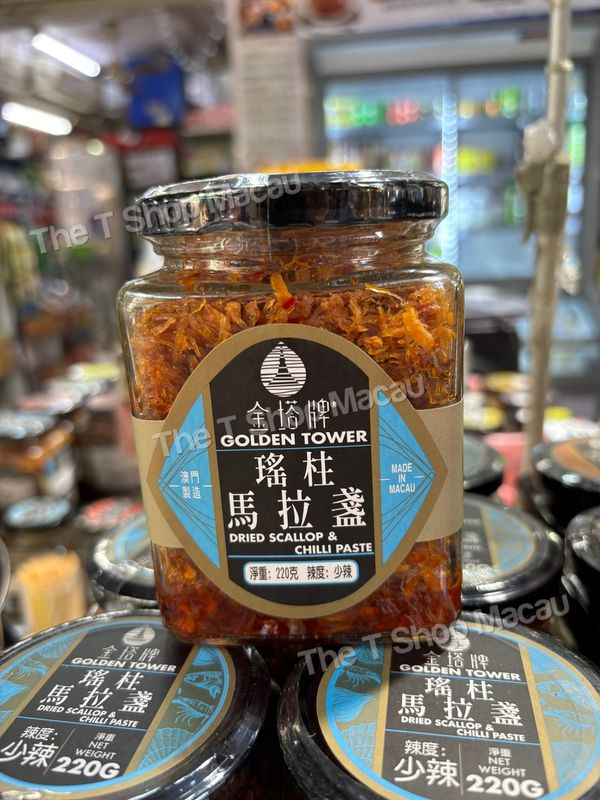 The T Shop Macau
金塔牌®
GOLDEN TOWER
The T Shop Macau
瑤柱
馬拉盞
澳門
製造
MADE
IN
MACAU
DRIED SCALLOP &
CHILLI PASTE
淨重：220克 辣度：少辣
The T Shop Macau
金塔牌
GOLDEN TOWER
瑤柱
馬拉盞
DRIED SCALLOP &
CHILLI PASTE
辣度：
少辣
淨重
NET
WEIGHT
220G
金塔牌
GOLDEN TOWER
瑤柱
馬拉盞
DRIED SCALLOP &
CHILLI PASTE
辣度：
少辣
淨重
NET
WEIGHT
220G